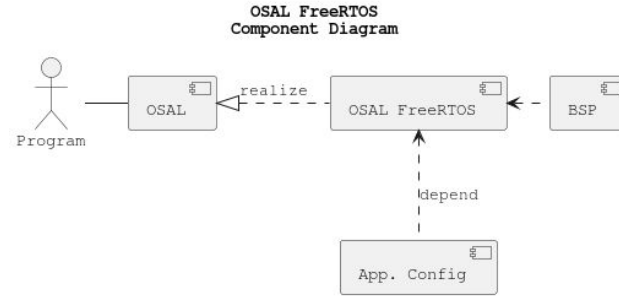 OSAL FreeRTOS
Component Diagram
realize
OSAL
OSAL FreeRTOS
BSP
Program
depend
App. Config